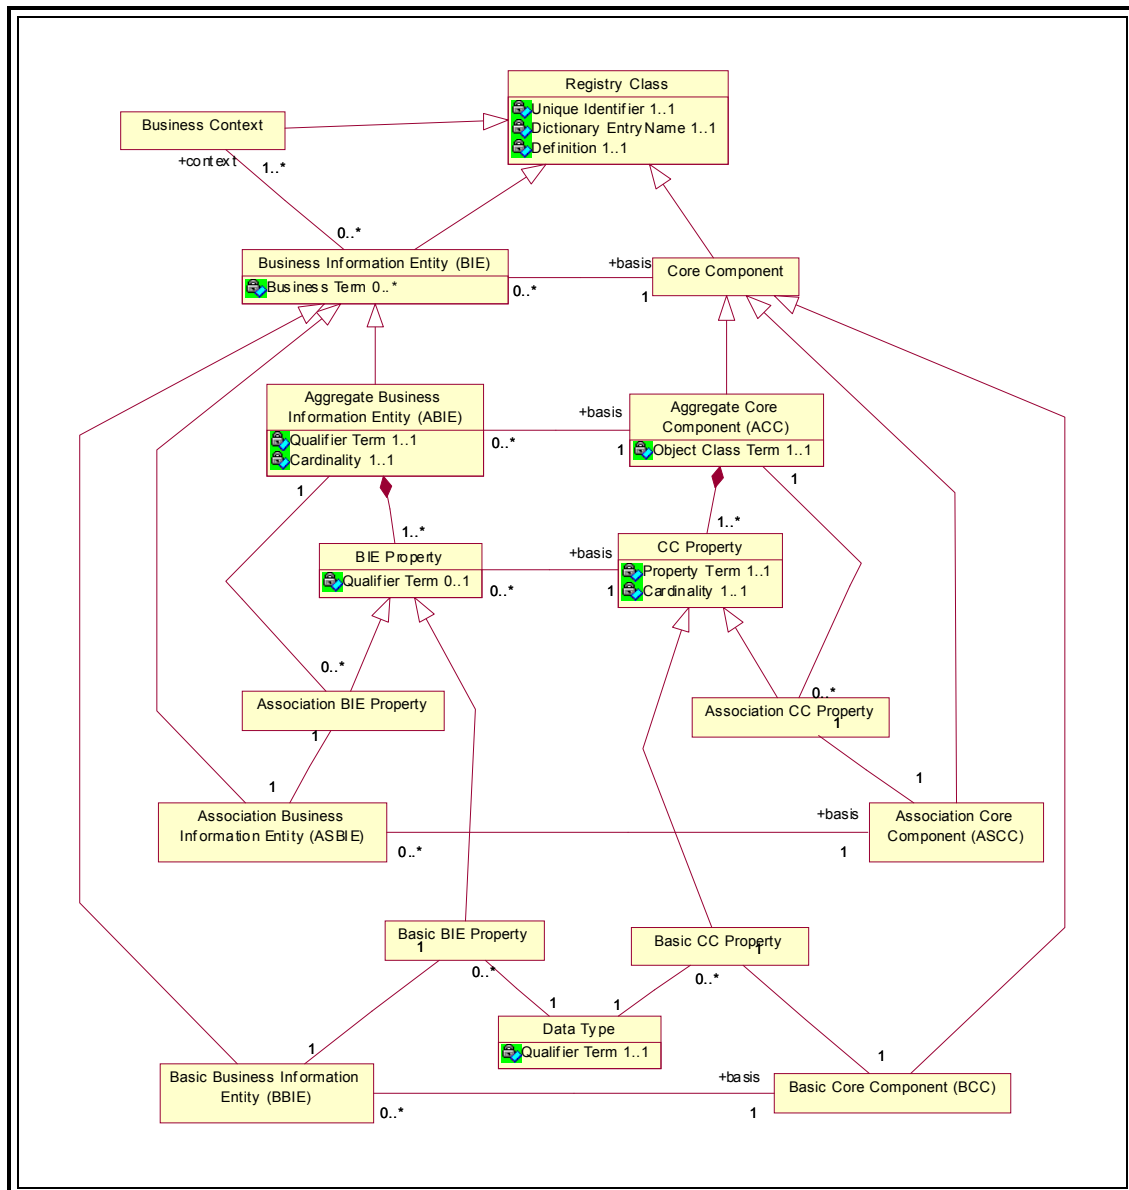 Registry Class
Unique Identifier 1..1
Dictionary EntryName 1..1
Definition 1..1
Business Context
+context
1..*
0..*
Business Information Entity (BIE)
Business Term 0..*
0..*
+basis
1
Core Component
Aggregate Business
Information Entity (ABIE)
Qualifier Term 1..1
Cardinality 1..1
0..*
+basis
1
Aggregate Core
Component (ACC)
Object Class Term 1..1
1
1
1..*
1..*
BIE Property
Qualifier Term 0..1
0..*
+basis
1
CC Property
Property Term 1..1
Cardinality 1..1
0..*
Association BIE Property
1
0..*
Association CC Property
1
1
1
Association Business
Information Entity (ASBIE)
0..*
+basis
1
Association Core
Component (ASCC)
Basic BIE Property
1
0..*
Basic CC Property
1
0..*
1
1
Data Type
Qualifier Term 1..1
1
1
Basic Business Information
Entity (BBIE)
0..*
+basis
1
Basic Core Component (BCC)